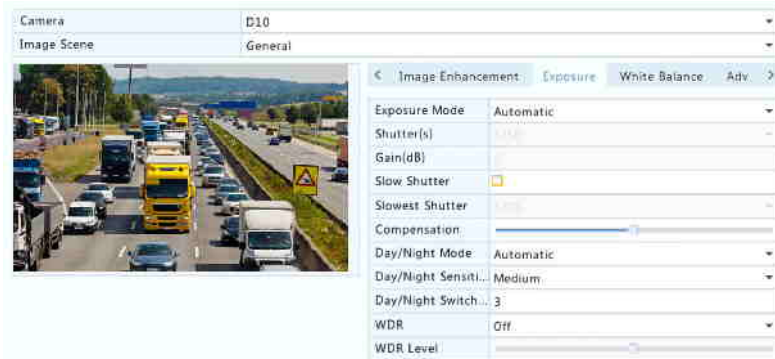 Camera D10
Image Scene General
< Image Enhancement Exposure White Balance Adv >
Exposure Mode Automatic
Shutter(s)
Gain(dB)
Slow Shutter
Slowest Shutter
Compensation
Day/Night Mode Automatic
Day/Night Sensiti... Medium
Day/Night Switch... 3
WDR Off
WDR Level